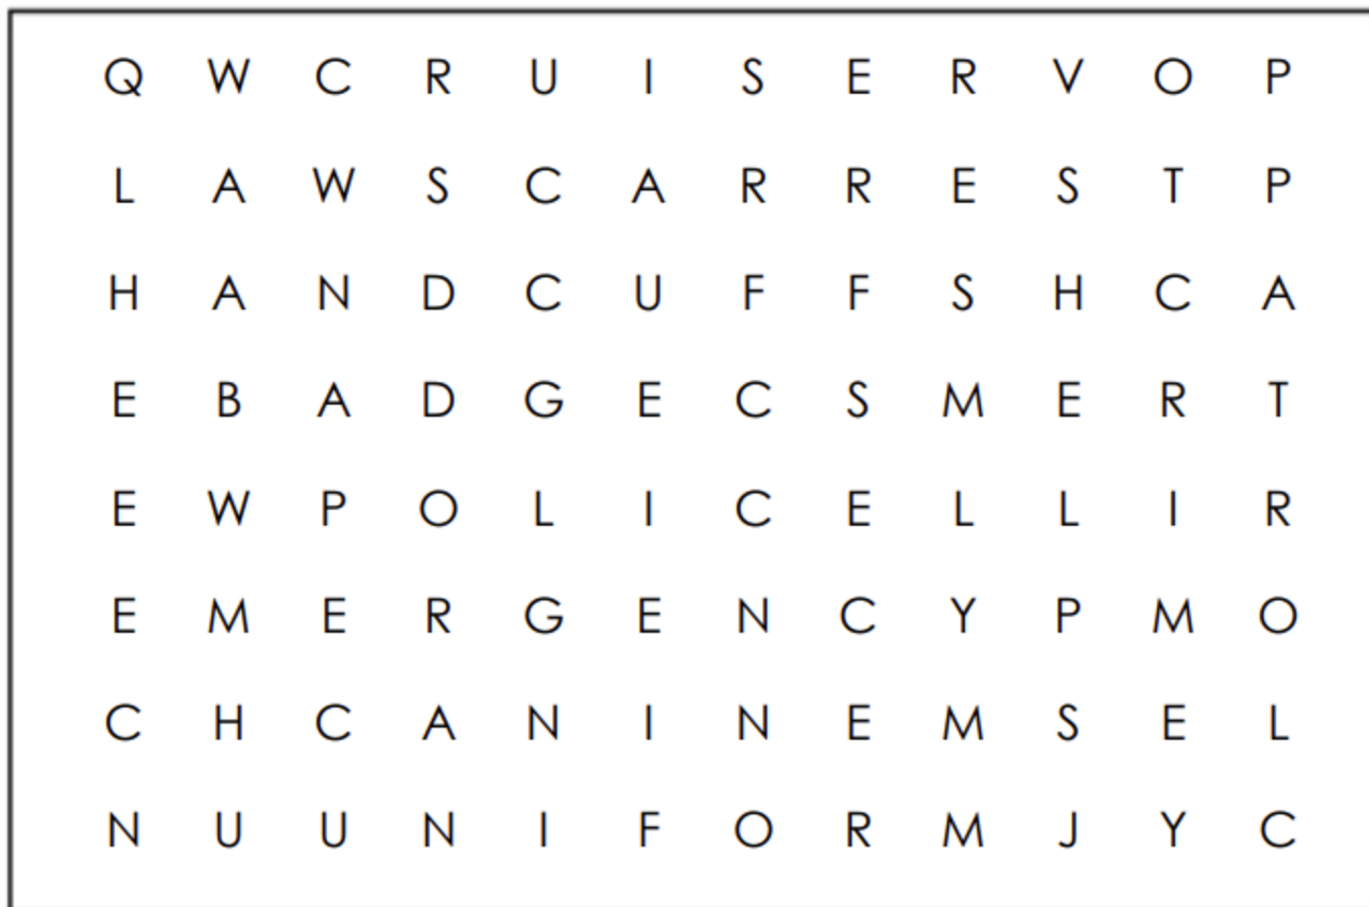 Q W C R U I S E R V O P
L A W S C A R R E S T P
H A N D C U F F S H C A
E B A D G E C S M E R T
E W P O L I C E L L I R
E M E R G E N C Y P M O
C H C A N I N E M S E L
N U U N I F O R M J Y C